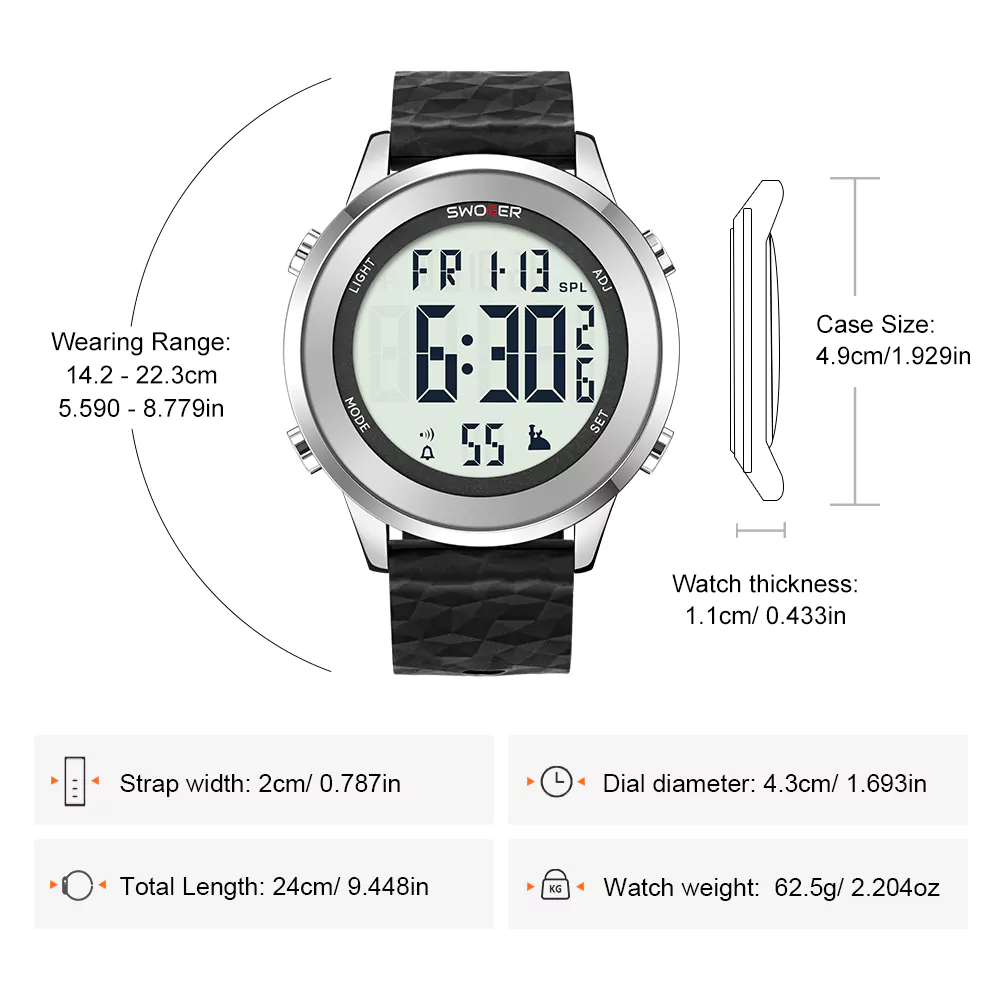 SWOGER
LIGHT
ADJ
FR 1-13
SPL
6:30 26
MODE
SET
55
Wearing Range:
14.2 - 22.3cm
5.590 - 8.779in
Case Size:
4.9cm/1.929in
Watch thickness:
1.1cm/ 0.433in
Strap width: 2cm/ 0.787in
Dial diameter: 4.3cm/ 1.693in
Total Length: 24cm/ 9.448in
KG
Watch weight: 62.5g/ 2.204oz